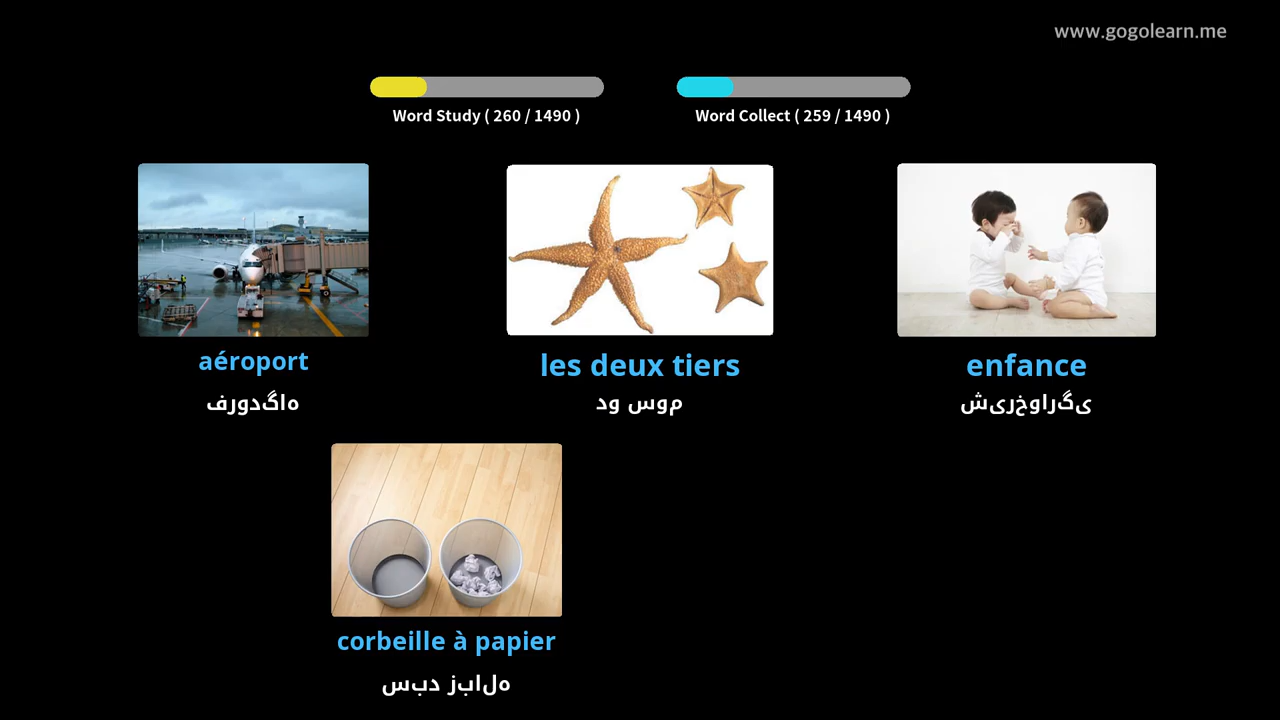 www.gogolearn.me
Word Study ( 260 / 1490 )
Word Collect ( 259 / 1490 )
aéroport
فرودگاه
les deux tiers
دو سوم
enfance
شیرخوارگی
corbeille à papier
سبد زباله